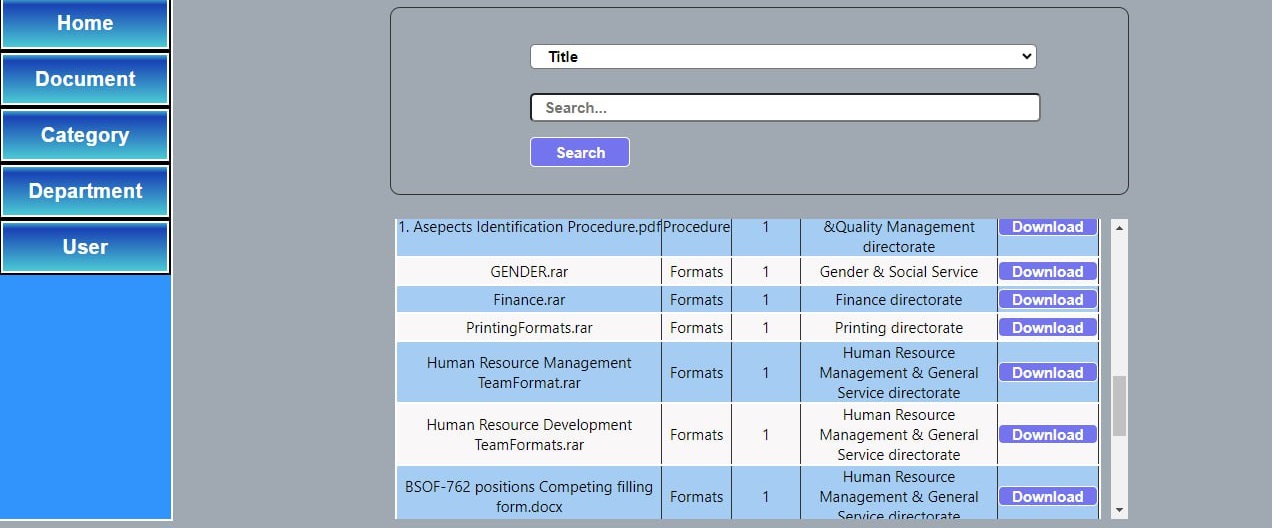 Home
Document
Category
Department
User
Title
Search...
Search
1. Asepects Identification Procedure.pdf Procedure 1 &Quality Management Download
directorate
GENDER.rar Formats 1 Gender & Social Service Download
Finance.rar Formats 1 Finance directorate Download
PrintingFormats.rar Formats 1 Printing directorate Download
Human Resource
Human Resource Management
TeamFormat.rar Formats 1 Management & General Download
Service directorate
Human Resource
Human Resource Development
TeamFormats.rar Formats 1 Management & General Download
Service directorate
Human Resource
BSOF-762 positions Competing filling
form.docx Formats 1 Management & General Download
Service directorate